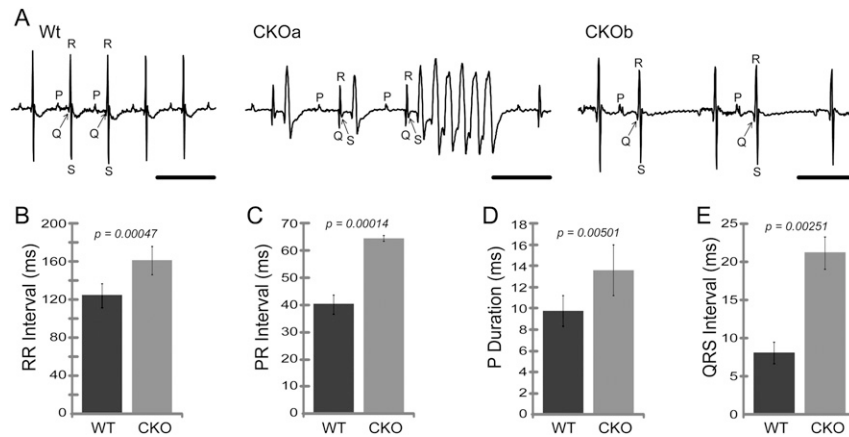 A
Wt
CKOa
CKOb
R R
P P
Q Q
S S
P P
R R
Q S
Q S
R R
P P
Q Q
S S
B
C
D
E
RR Interval (ms)
200
160
120
80
40
0
p = 0.00047
WT CKO
PR Interval (ms)
70
60
50
40
30
20
10
0
p = 0.00014
WT CKO
P Duration (ms)
18
16
14
12
10
8
6
4
2
0
p = 0.00501
WT CKO
QRS Interval (ms)
25
20
15
10
5
0
p = 0.00251
WT CKO